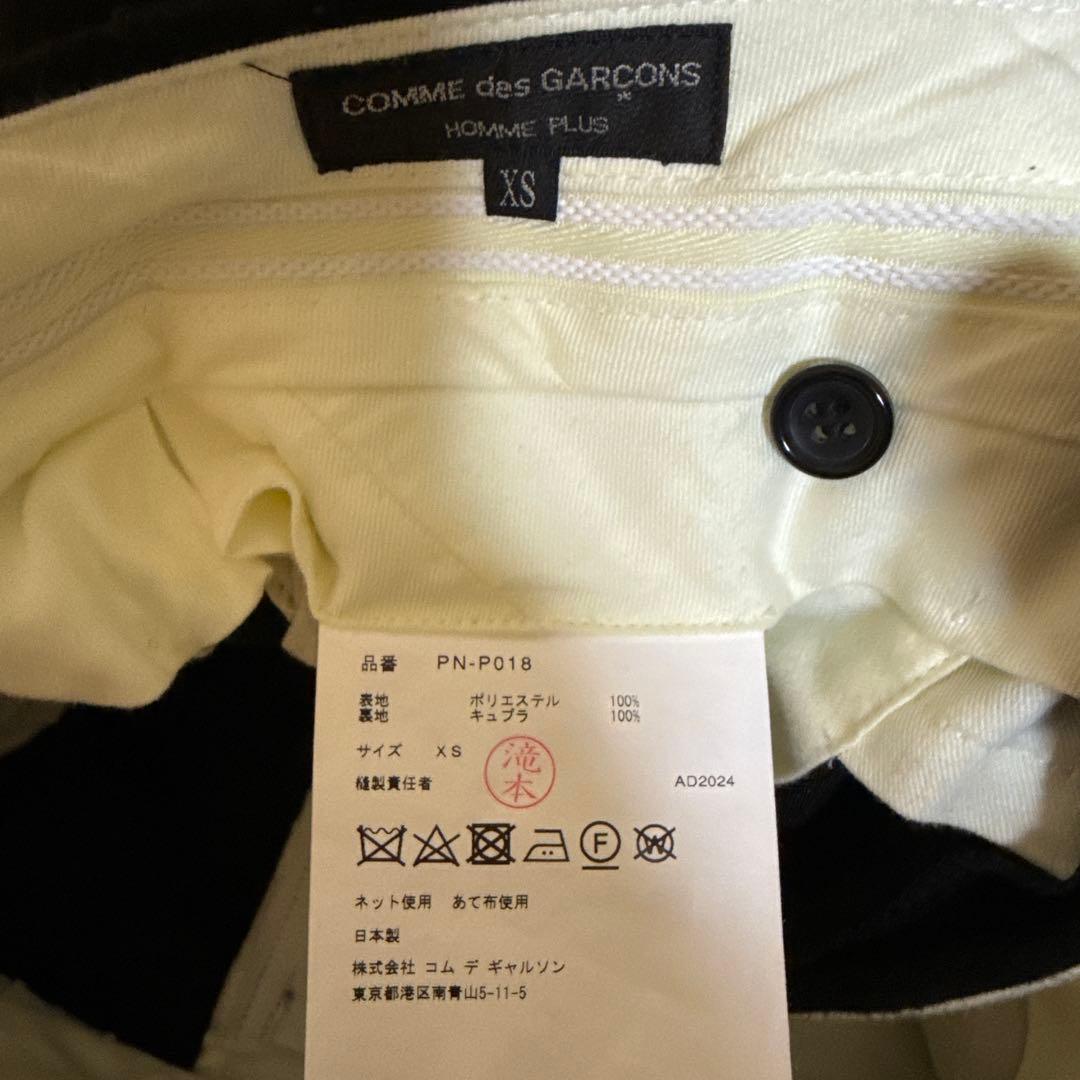 COMME des GARÇONS
HOMME PLUS
XS
品番 PN-P018
表地 ポリエステル 100%
裏地 キュプラ 100%
サイズ XS
滝本
縫製責任者 AD2024
F
W
ネット使用 あて布使用
日本製
株式会社 コム デ ギャルソン
東京都港区南青山5-11-5